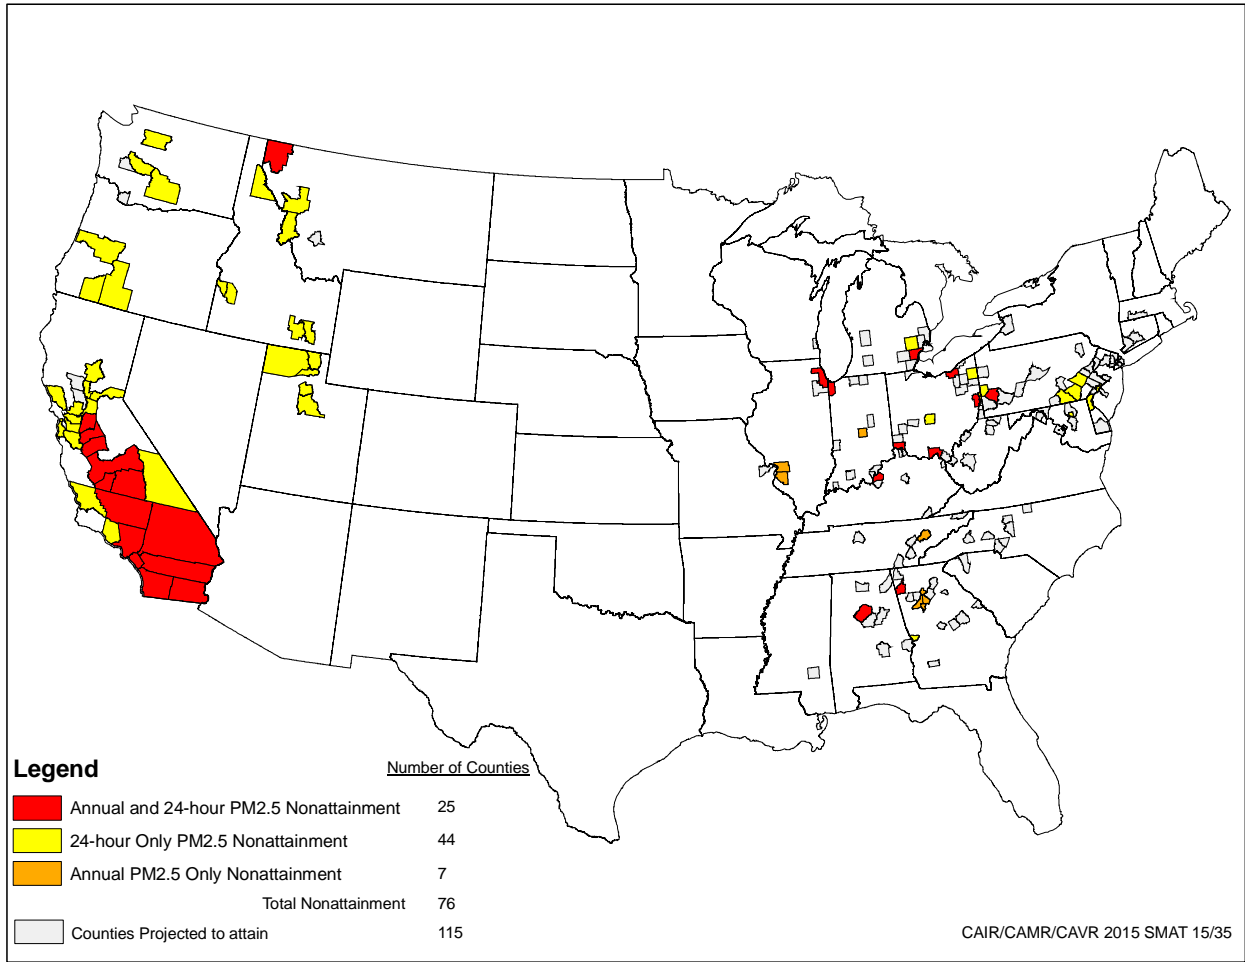 Legend
Number of Counties
Annual and 24-hour PM2.5 Nonattainment 25
24-hour Only PM2.5 Nonattainment 44
Annual PM2.5 Only Nonattainment 7
Total Nonattainment 76
Counties Projected to attain 115
CAIR/CAMR/CAVR 2015 SMAT 15/35